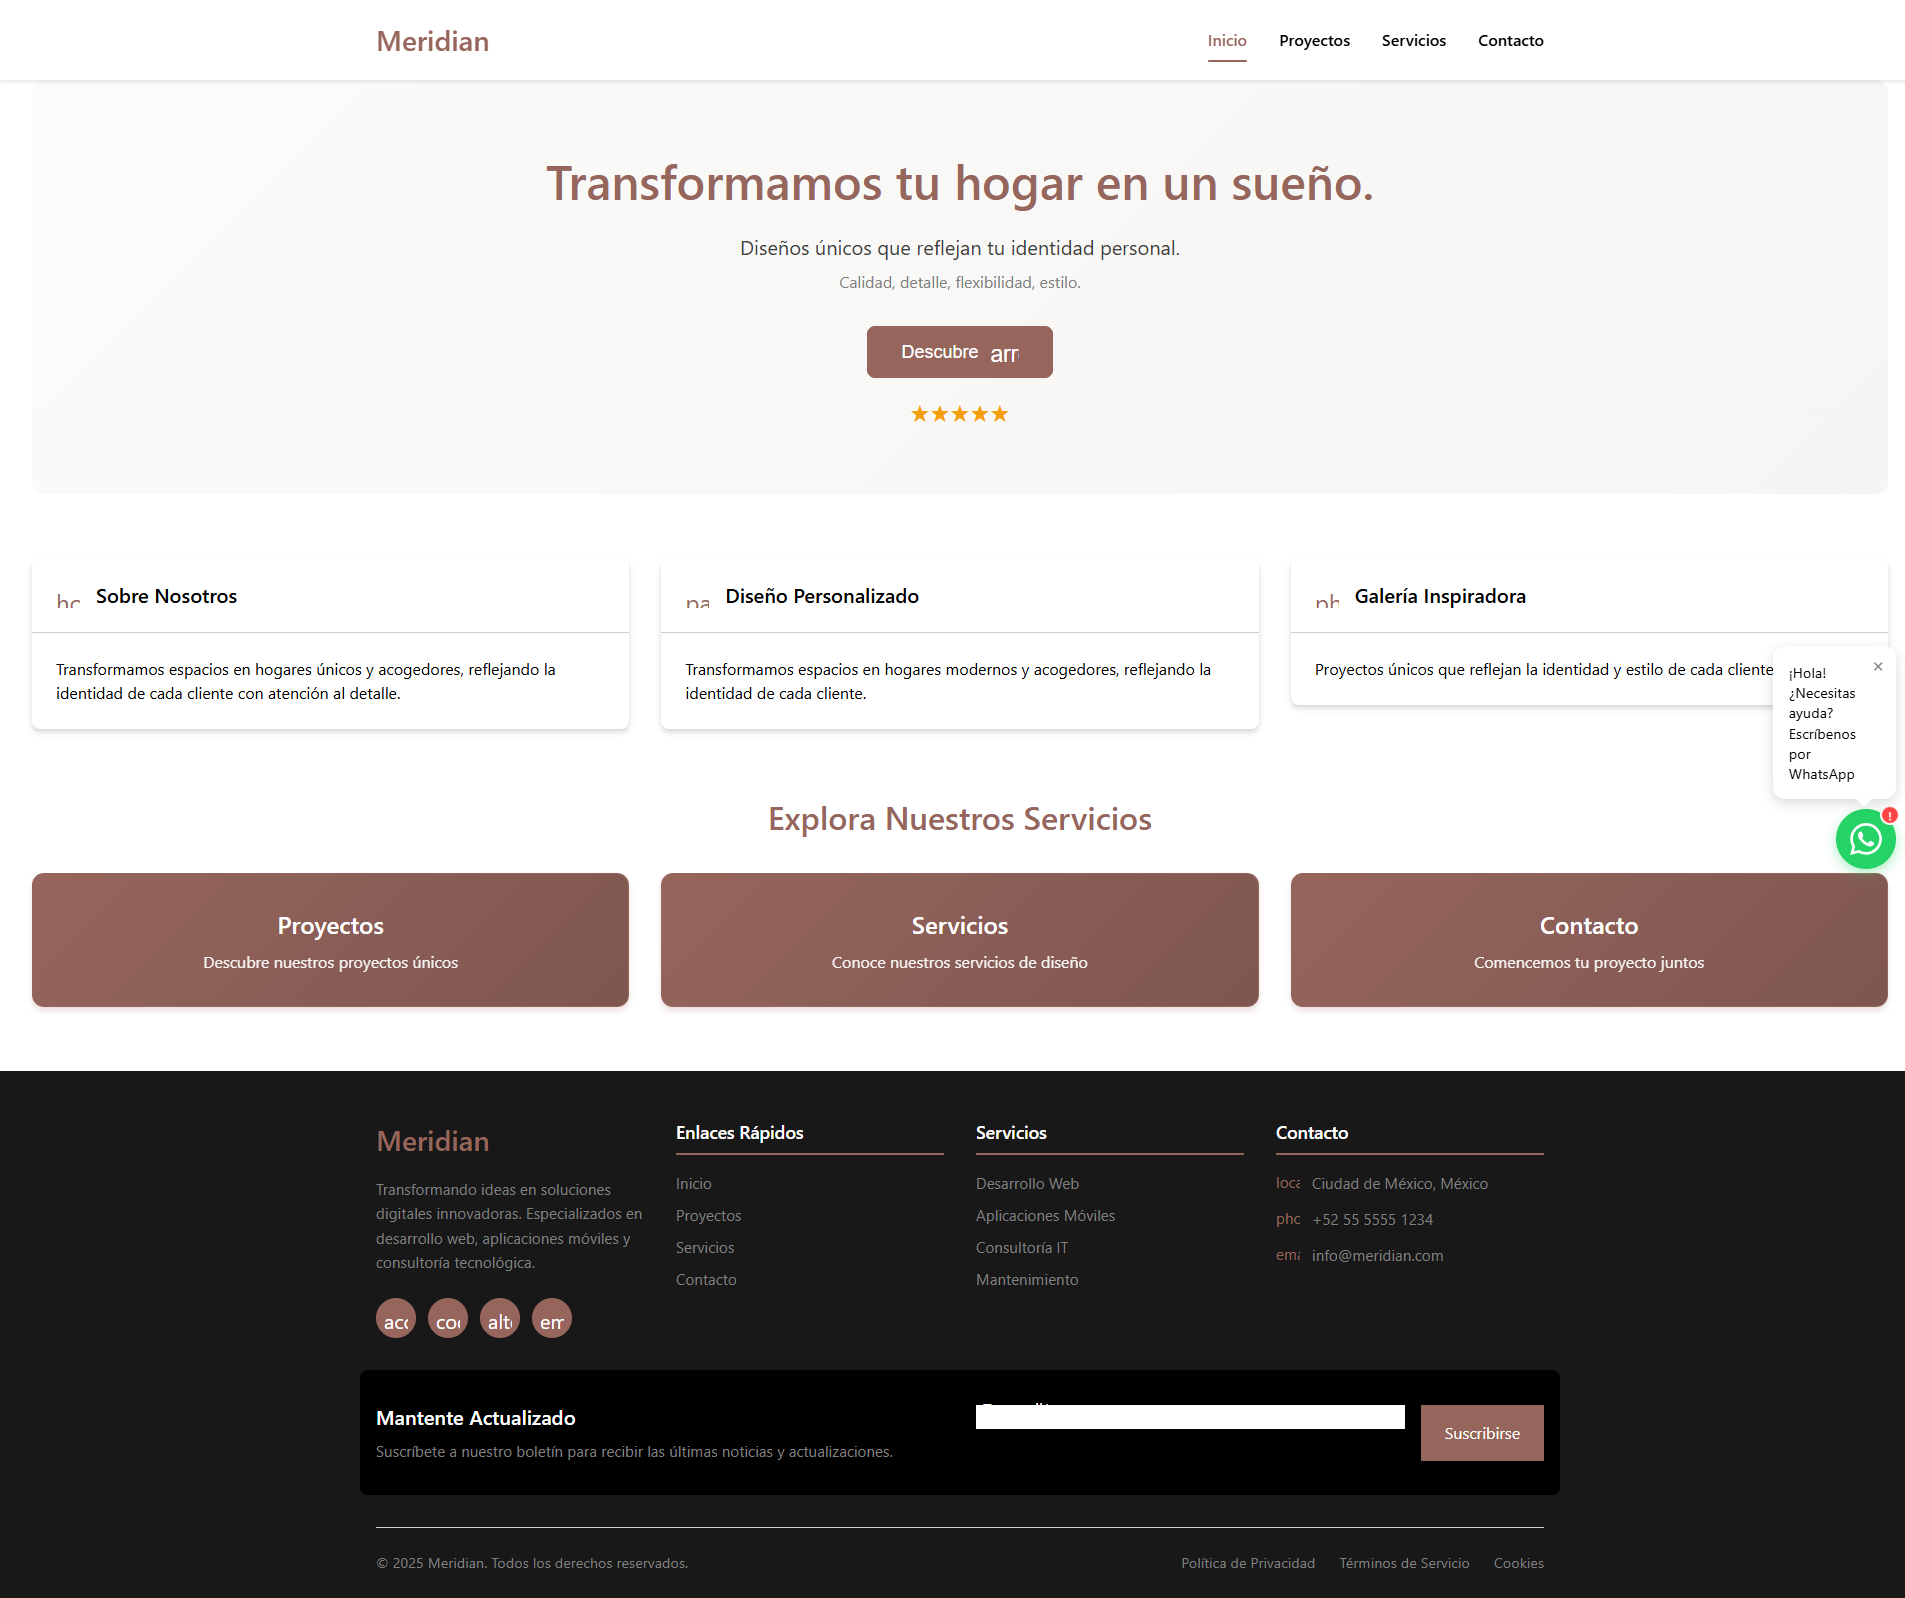 Meridian
Inicio
Proyectos
Servicios
Contacto
Transformamos tu hogar en un sueño.
Diseños únicos que reflejan tu identidad personal.
Calidad, detalle, flexibilidad, estilo.
Descubre arr
★★★★★
Sobre Nosotros
Transformamos espacios en hogares únicos y acogedores, reflejando la
identidad de cada cliente con atención al detalle.
pa Diseño Personalizado
Transformamos espacios en hogares modernos y acogedores, reflejando la
identidad de cada cliente.
ph Galería Inspiradora
Proyectos únicos que reflejan la identidad y estilo de cada cliente
¡Hola!
¿Necesitas
ayuda?
Escríbenos
por
WhatsApp
×
!
Explora Nuestros Servicios
Proyectos
Descubre nuestros proyectos únicos
Servicios
Conoce nuestros servicios de diseño
Contacto
Comencemos tu proyecto juntos
Meridian
Transformando ideas en soluciones
digitales innovadoras. Especializados en
desarrollo web, aplicaciones móviles y
consultoría tecnológica.
acc
coc
alt
em
Enlaces Rápidos
Inicio
Proyectos
Servicios
Contacto
Servicios
Desarrollo Web
Aplicaciones Móviles
Consultoría IT
Mantenimiento
Contacto
loca Ciudad de México, México
pho +52 55 5555 1234
ema info@meridian.com
Mantente Actualizado
Suscríbete a nuestro boletín para recibir las últimas noticias y actualizaciones.
Suscribirse
© 2025 Meridian. Todos los derechos reservados.
Política de Privacidad
Términos de Servicio
Cookies